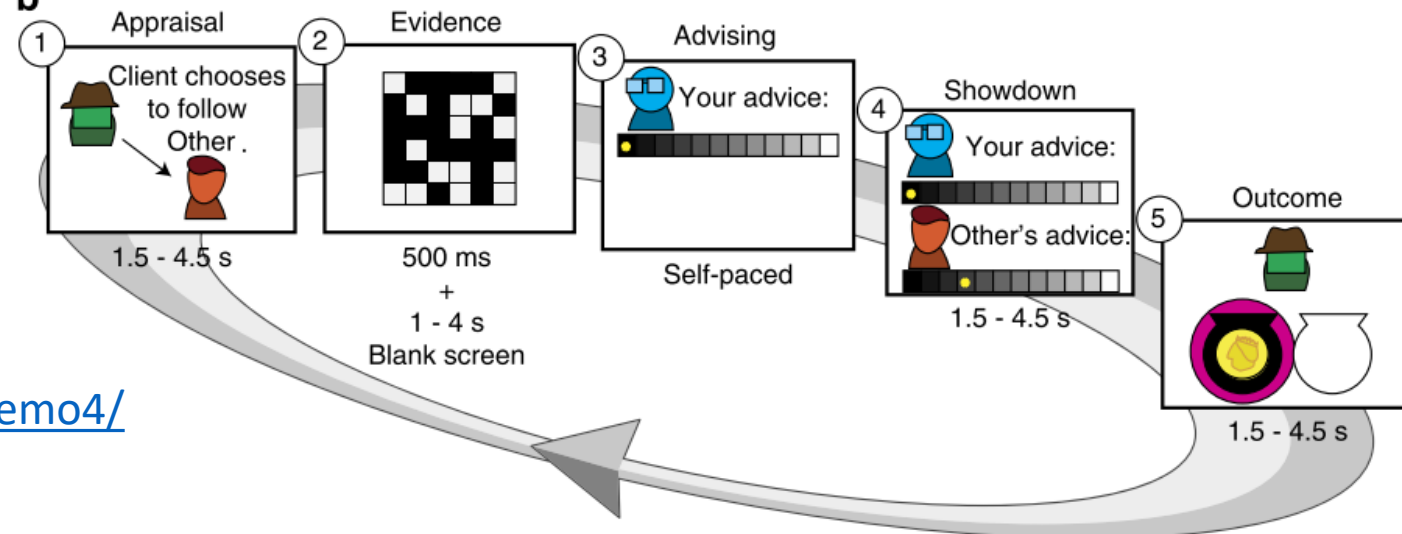 b
1
Appraisal
Client chooses
to follow
Other .
1.5 - 4.5 s
2
Evidence
500 ms
+
1 - 4 s
Blank screen
3
Advising
Your advice:
Self-paced
4
Showdown
Your advice:
Other's advice:
1.5 - 4.5 s
5
Outcome
1.5 - 4.5 s
emo4/